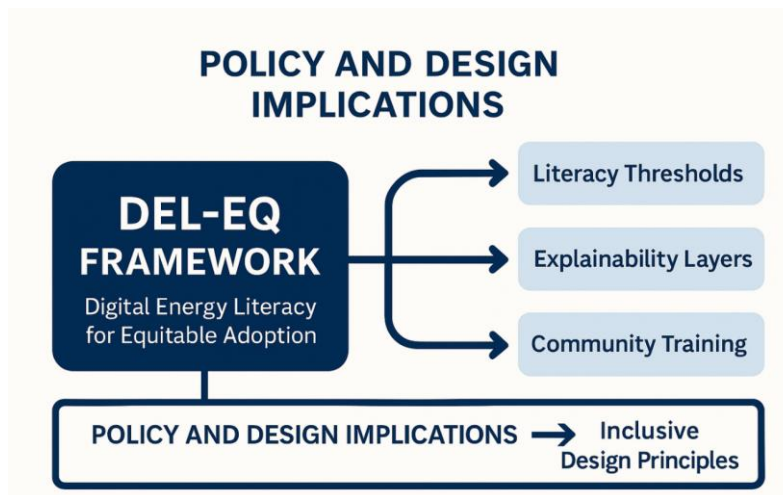 POLICY AND DESIGN
IMPLICATIONS
DEL-EQ
FRAMEWORK
Digital Energy Literacy
for Equitable Adoption
Literacy Thresholds
Explainability Layers
Community Training
POLICY AND DESIGN IMPLICATIONS → Inclusive
Design Principles